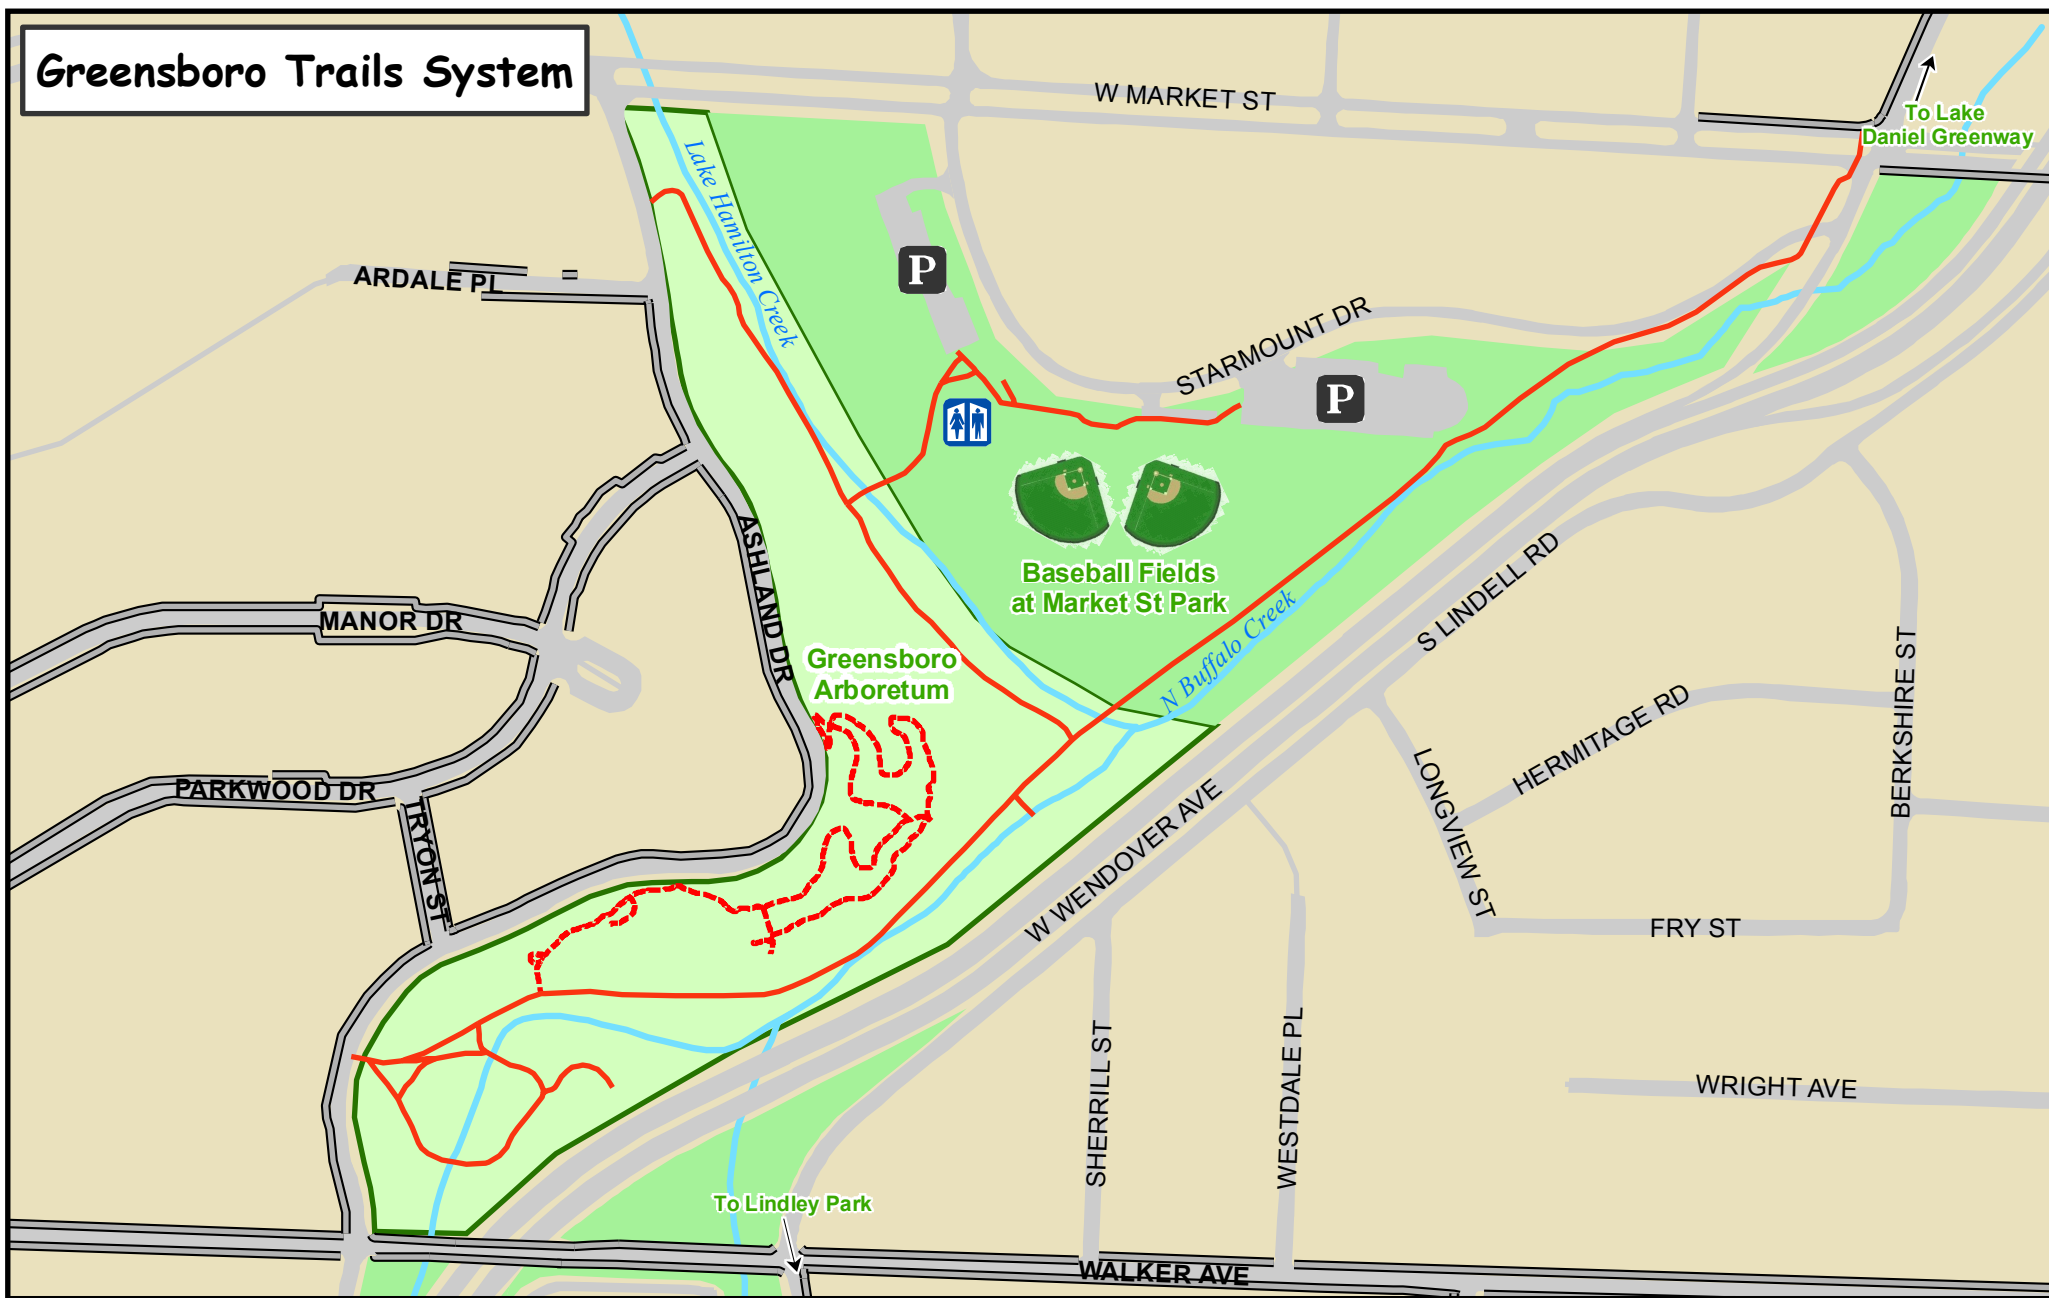 Greensboro Trails System
W MARKET ST
To Lake
Daniel Greenway
Lake Hamilton Creek
ARDALE PL
P
STARMOUNT DR
P
ASHLAND DR
Baseball Fields
at Market St Park
S LINDELL RD
MANOR DR
N Buffalo Creek
BERKSHIRE ST
Greensboro
Arboretum
HERMITAGE RD
PARKWOOD DR
TRYON ST
LONGVIEW ST
W WENDOVER AVE
FRY ST
SHERRILL ST
WESTDALE PL
WRIGHT AVE
To Lindley Park
WALKER AVE